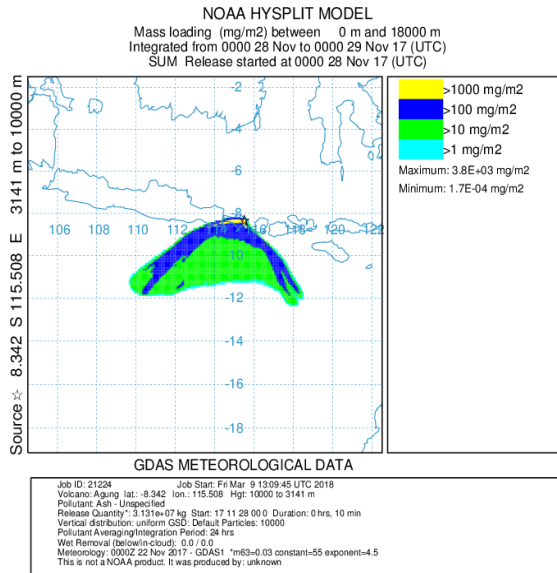 NOAA HYSPLIT MODEL
Mass loading (mg/m2) between 0 m and 18000 m
Integrated from 0000 28 Nov to 0000 29 Nov 17 (UTC)
SUM Release started at 0000 28 Nov 17 (UTC)
Source ☆ 8.342 S 115.508 E 3141 m to 10000 m
-2
-4
-6
-8
106 108 110 112 114 116 118 120 122
-10
-12
-14
-16
-18
>1000 mg/m2
>100 mg/m2
>10 mg/m2
>1 mg/m2
Maximum: 3.8E+03 mg/m2
Minimum: 1.7E-04 mg/m2
GDAS METEOROLOGICAL DATA
Job ID: 21224 Job Start: Fri Mar 9 13:09:45 UTC 2018
Volcano: Agung lat.: -8.342 lon.: 115.508 Hgt: 10000 to 3141 m
Pollutant: Ash - Unspecified
Release Quantity*: 3.131e+07 kg Start: 17 11 28 00 0 Duration: 0 hrs, 10 min
Vertical distribution: uniform GSD: Default Particles: 10000
Pollutant Averaging/Integration Period: 24 hrs
Wet Removal (below/in-cloud): 0.0 / 0.0
Meteorology: 0000Z 22 Nov 2017 - GDAS1 *m63=0.03 constant=55 exponent=4.5
This is not a NOAA product. It was produced by: unknown